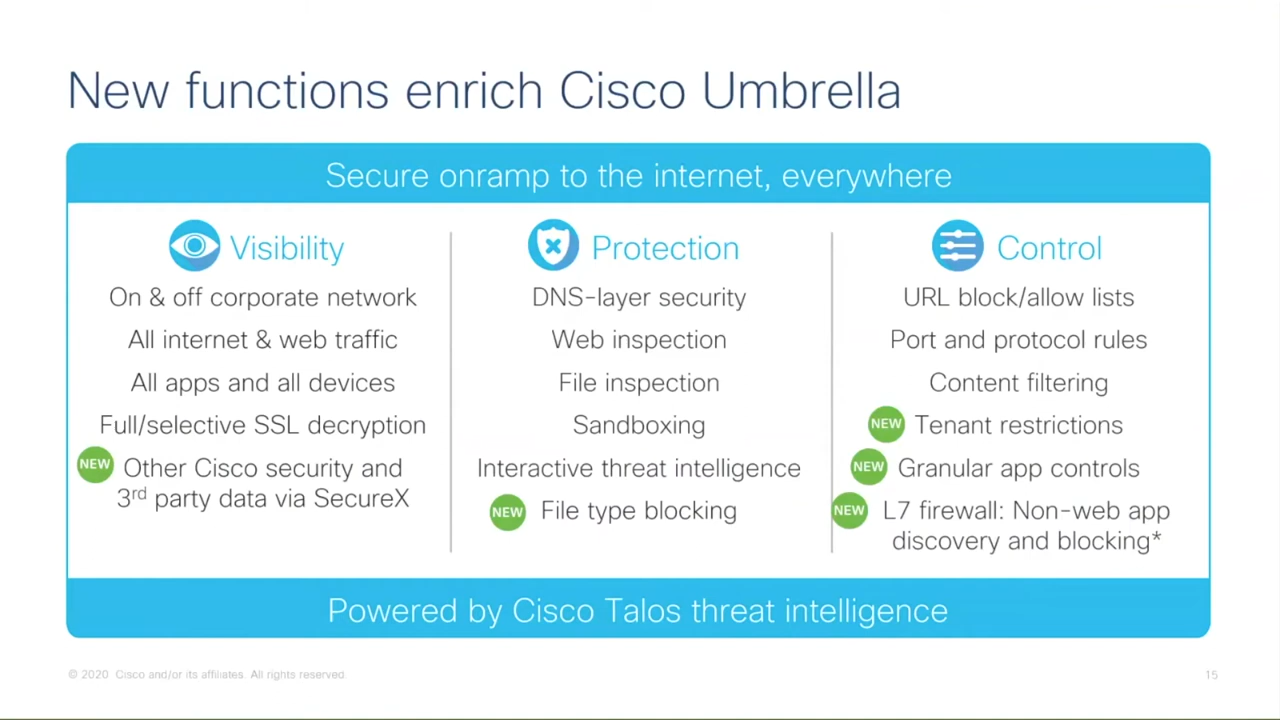 New functions enrich Cisco Umbrella
Secure onramp to the internet, everywhere
Visibility
On & off corporate network
All internet & web traffic
All apps and all devices
Full/selective SSL decryption
NEW Other Cisco security and
3rd party data via SecureX
Protection
DNS-layer security
Web inspection
File inspection
Sandboxing
Interactive threat intelligence
NEW File type blocking
Control
URL block/allow lists
Port and protocol rules
Content filtering
NEW Tenant restrictions
NEW Granular app controls
NEW L7 firewall: Non-web app
discovery and blocking*
Powered by Cisco Talos threat intelligence
© 2020 Cisco and/or its affiliates. All rights reserved.
15